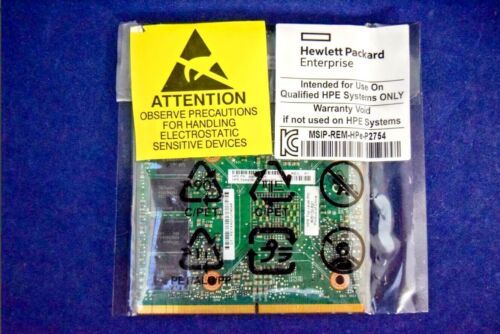 ATTENTION
OBSERVE PRECAUTIONS
FOR HANDLING
ELECTROSTATIC
SENSITIVE DEVICES
Hewlett Packard
Enterprise
Intended for Use On
Qualified HPE Systems ONLY
Warranty Void
if not used on HPE Systems
MSIP-REM-HPe-P2754
C/PET